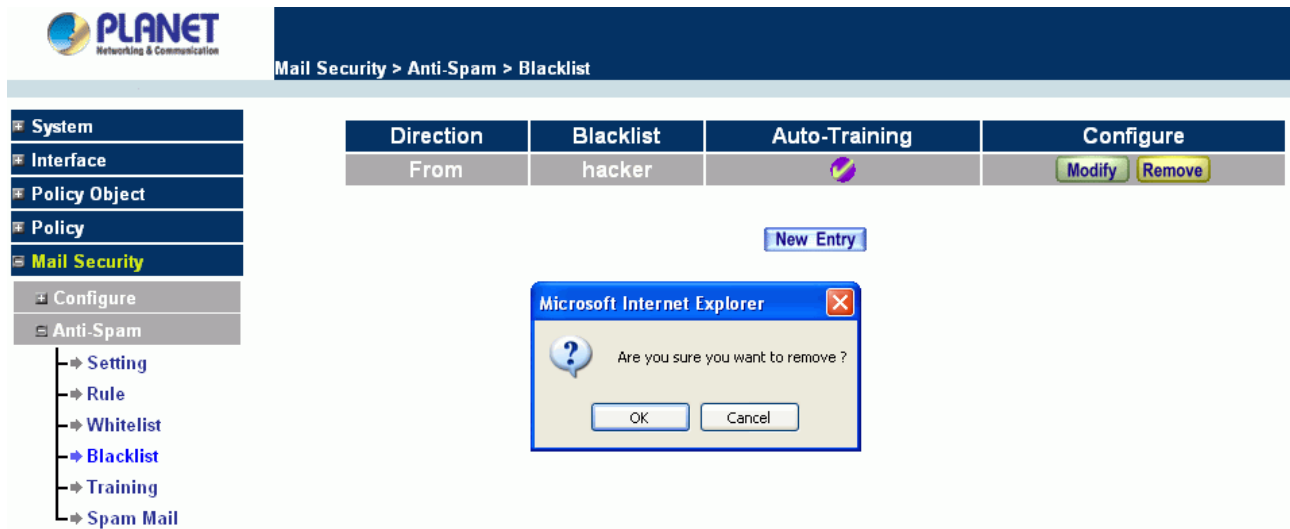 PLANET
Networking & Communication
Mail Security > Anti-Spam > Blacklist
System
Interface
Policy Object
Policy
Mail Security
Configure
Anti-Spam
Setting
Rule
Whitelist
Blacklist
Training
Spam Mail
Direction Blacklist Auto-Training Configure
From hacker Modify Remove
New Entry
Microsoft Internet Explorer
Are you sure you want to remove ?
OK Cancel